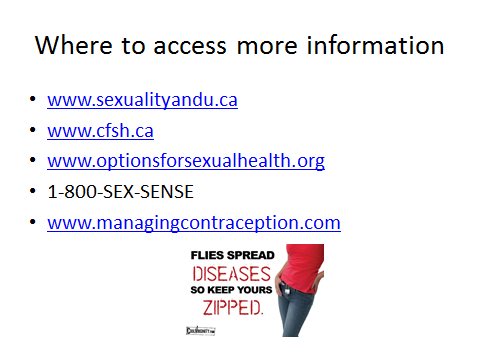 Where to access more information
• www.sexualityandu.ca
• www.cfsh.ca
• www.optionsforsexualhealth.org
• 1-800-SEX-SENSE
• www.managingcontraception.com
FLIES SPREAD
DISEASES
SO KEEP YOURS
ZIPPED.